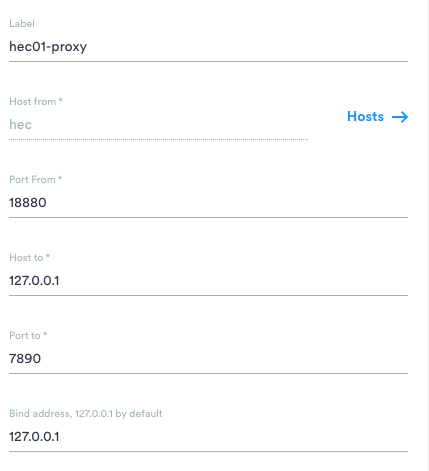 Label
hec01-proxy
Host from *
hec
Hosts →
Port From *
18880
Host to *
127.0.0.1
Port to *
7890
Bind address, 127.0.0.1 by default
127.0.0.1